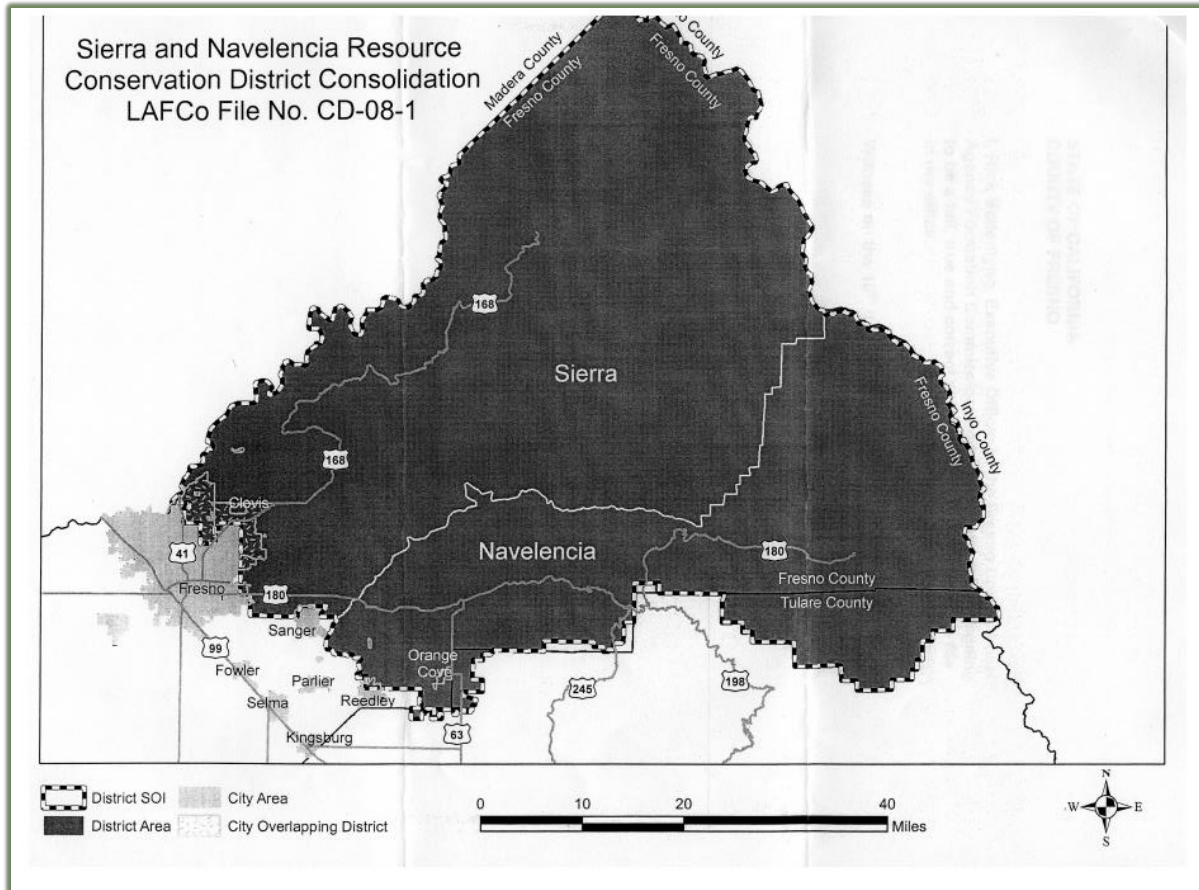 Sierra and Navelencia Resource
Conservation District Consolidation
LAFCo File No. CD-08-1
Madera County
Fresno County
County
Fresno County
168
Sierra
168
Inyo County
Fresno County
Clovis
41
Navelencia
180
Fresno County
Tulare County
Fresno
180
Sanger
99
Orange
Cove
Fowler
Parlier
Reedley
Selma
245
198
63
Kingsburg
District SOI
City Area
District Area
City Overlapping District
0
10
20
40
Miles
N
W
E
S